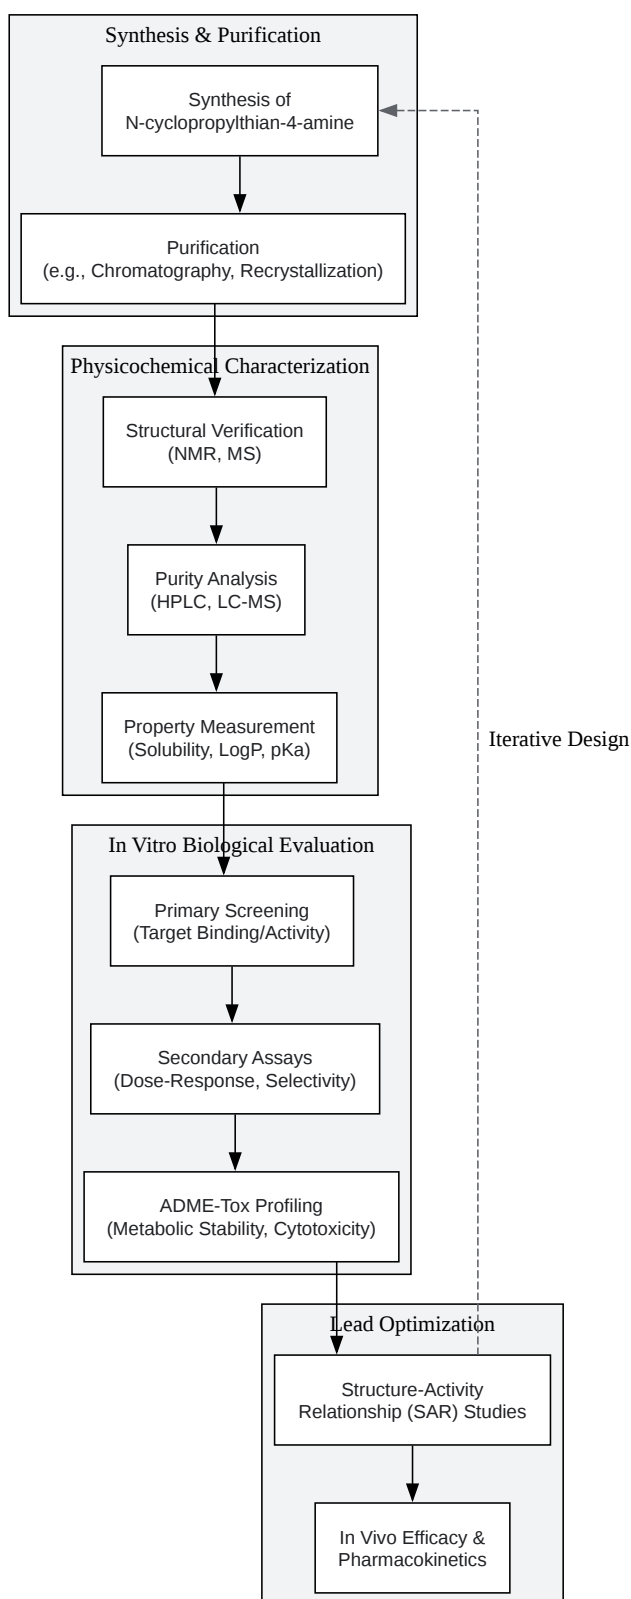 Synthesis & Purification
Synthesis of
N-cyclopropylthian-4-amine
Purification
(e.g., Chromatography, Recrystallization)
Physicochemical Characterization
Structural Verification
(NMR, MS)
Purity Analysis
(HPLC, LC-MS)
Property Measurement
(Solubility, LogP, pKa)
Iterative Design
In Vitro Biological Evaluation
Primary Screening
(Target Binding/Activity)
Secondary Assays
(Dose-Response, Selectivity)
ADME-Tox Profiling
(Metabolic Stability, Cytotoxicity)
Lead Optimization
Structure-Activity
Relationship (SAR) Studies
In Vivo Efficacy &
Pharmacokinetics